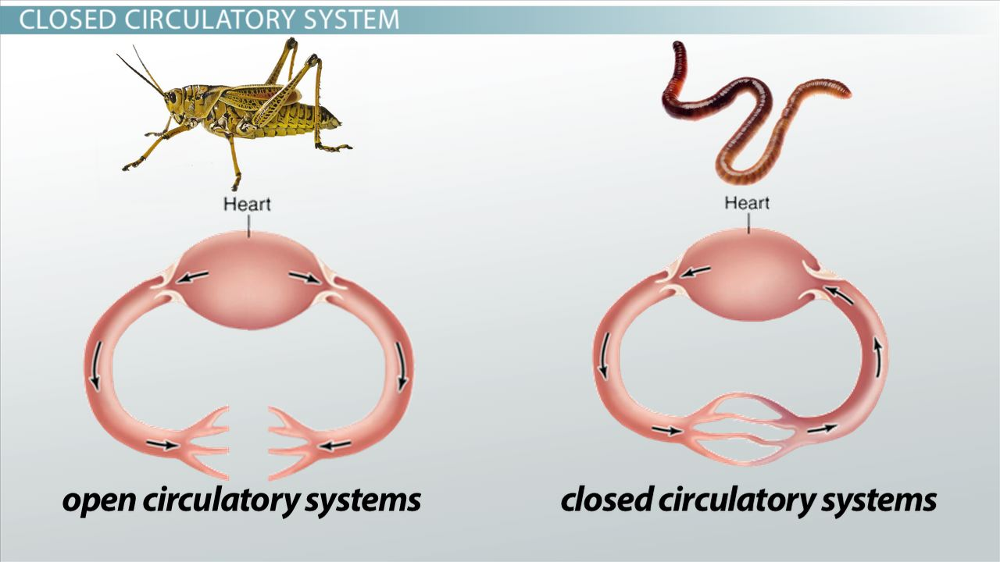 CLOSED CIRCULATORY SYSTEM
Heart
Heart
open circulatory systems
closed circulatory systems